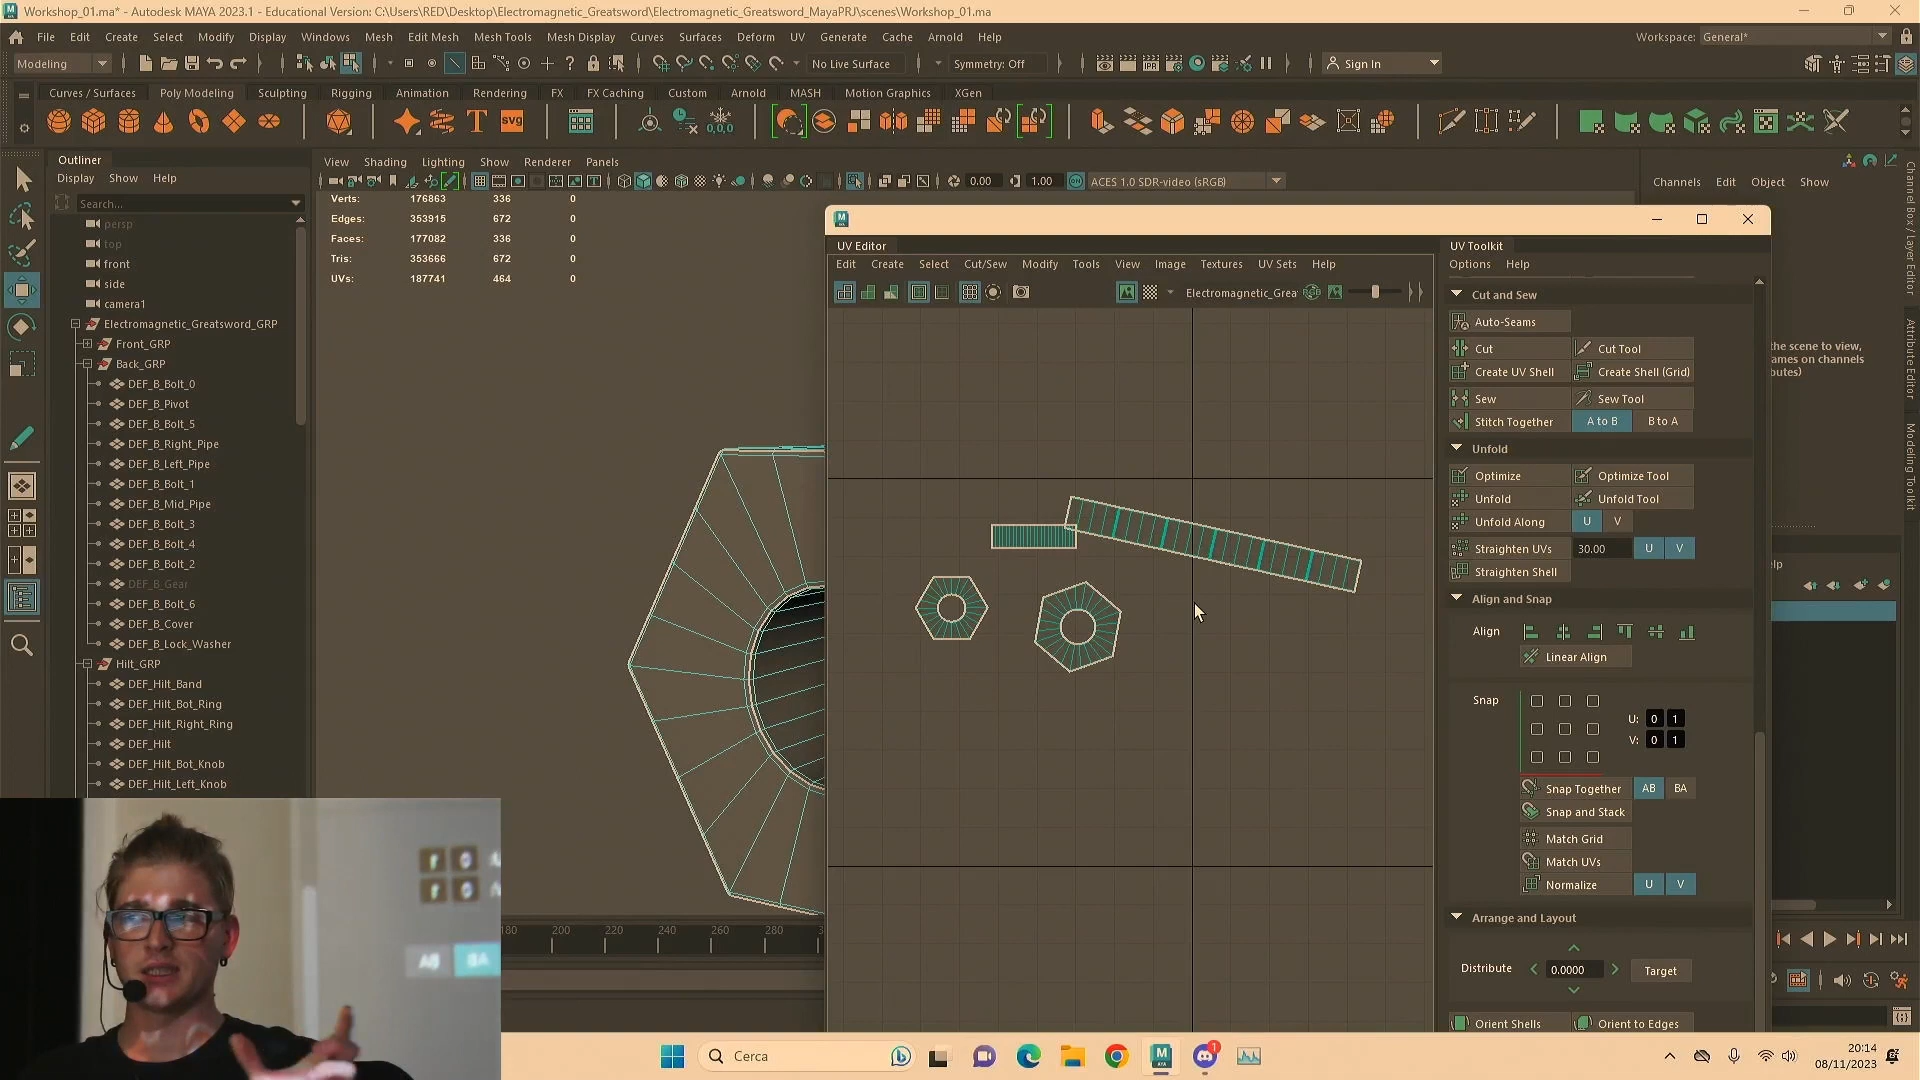 Workshop_01.ma* - Autodesk MAYA 2023.1 - Educational Version: C:\Users\RED\Desktop\Electromagnetic_Greatsword\Electromagnetic_Greatsword_MayaPRJ\scenes\Workshop_01.ma
File Edit Create Select Modify Display Windows Mesh Edit Mesh Mesh Tools Mesh Display Curves Surfaces Deform UV Generate Cache Arnold Help
Workspace: General*
Modeling
No Live Surface
Symmetry: Off
Sign In
Curves / Surfaces Poly Modeling Sculpting Rigging Animation Rendering FX FX Caching Custom Arnold MASH Motion Graphics XGen
Outliner
Display Show Help
Search...
persp
top
front
side
camera1
Electromagnetic_Greatsword_GRP
Front_GRP
Back_GRP
DEF_B_Bolt_0
DEF_B_Pivot
DEF_B_Bolt_5
DEF_B_Right_Pipe
DEF_B_Left_Pipe
DEF_B_Bolt_1
DEF_B_Mid_Pipe
DEF_B_Bolt_3
DEF_B_Bolt_4
DEF_B_Bolt_2
DEF_B_Gear
DEF_B_Bolt_6
DEF_B_Cover
DEF_B_Lock_Washer
Hilt_GRP
DEF_Hilt_Band
DEF_Hilt_Bot_Ring
DEF_Hilt_Right_Ring
DEF_Hilt
DEF_Hilt_Bot_Knob
DEF_Hilt_Left_Knob
View Shading Lighting Show Renderer Panels
0.00 1.00 ACES 1.0 SDR-video (sRGB)
Verts: 176863 336 0
Edges: 353915 672 0
Faces: 177082 336 0
Tris: 353666 672 0
UVs: 187741 464 0
UV Editor
Edit Create Select Cut/Sew Modify Tools View Image Textures UV Sets Help
Electromagnetic_Grea
UV Toolkit
Options Help
Cut and Sew
Auto-Seams
Cut Cut Tool
Create UV Shell Create Shell (Grid)
Sew Sew Tool
Stitch Together A to B B to A
Unfold
Optimize Optimize Tool
Unfold Unfold Tool
Unfold Along U V
Straighten UVs 30.00 U V
Straighten Shell
Align and Snap
Align
Linear Align
Snap
U: 0 1
V: 0 1
Snap Together AB BA
Snap and Stack
Match Grid
Match UVs
Normalize U V
Arrange and Layout
Distribute 0.0000 Target
Orient Shells Orient to Edges
Channels Edit Object Show
the scene to view,
ames on channels
butes)
elp
Channel Box / Layer Editor
Attribute Editor
Modeling Toolkit
180 200 220 240 260 280 3
AB BA
Cerca
1
20:14
08/11/2023